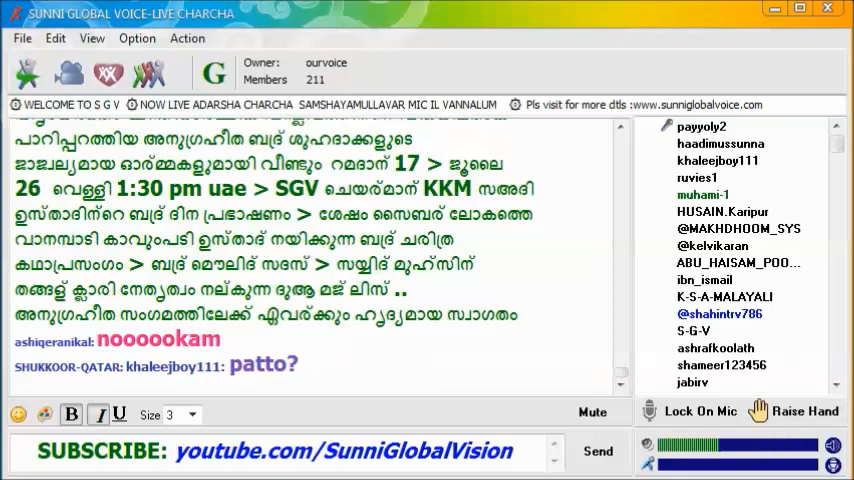 SUNNI GLOBAL VOICE-LIVE CHARCHA
File Edit View Option Action
G Owner: ourvoice
Members 211
WELCOME TO S G V NOW LIVE ADARSHA CHARCHA SAMSHAYAMULLAVAR MIC IL VANNALUM Pls visit for more dtls :www.sunniglobalvoice.com
പാറിപ്പറത്തിയ അനുഗ്രഹീത ബദ്ര് ശുഹദാക്കളുടെ
ജാജ്വല്യമായ ഓര്മ്മകളുമായി വീണ്ടും റമദാന് 17 > ജൂലൈ
26 വെള്ളി 1:30 pm uae > SGV ചെയര്മാന് KKM സഅദി
ഉസ്താദിന്റെ ബദ്ര് ദിന പ്രഭാഷണം > ശേഷം സൈബര് ലോകത്തെ
വാനമ്പാടി കാവുംപടി ഉസ്താദ് നയിക്കുന്ന ബദ്ര് ചരിത്ര
കഥാപ്രസംഗം > ബദ്ര് മൌലിദ് സദസ് > സയ്യിദ് മുഹ്സിന്
തങ്ങള് ക്ലാരി നേതൃത്വം നല്കുന്ന ദുആ മജ് ലിസ് ..
അനുഗ്രഹീത സംഗമത്തിലേക്ക് ഏവര്ക്കും ഹൃദ്യമായ സ്വാഗതം
ashiqeranikal: noooookam
SHUKKOOR-QATAR: khaleejboy111: patto?
payyoly2
haadimussunna
khaleejboy111
ruvies1
muhami-1
HUSAIN.Karipur
@MAKHDHOOM_SYS
@kelvikaran
ABU_HAISAM_POO...
ibn_ismail
K-S-A-MALAYALI
@shahintrv786
S-G-V
ashrafkoolath
shameer123456
jabirv
B I U Size 3 Mute
Lock On Mic Raise Hand
SUBSCRIBE: youtube.com/SunniGlobalVision Send